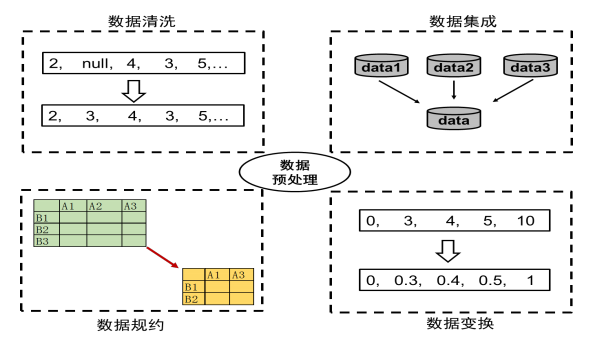 数据清洗
2, null, 4, 3, 5,...
2, 3, 4, 3, 5,...
数据集成
data1 data2 data3
data
数据
预处理
A1 A2 A3
B1
B2
B3
A1 A3
B1
B2
数据规约
0, 3, 4, 5, 10
0, 0.3, 0.4, 0.5, 1
数据变换